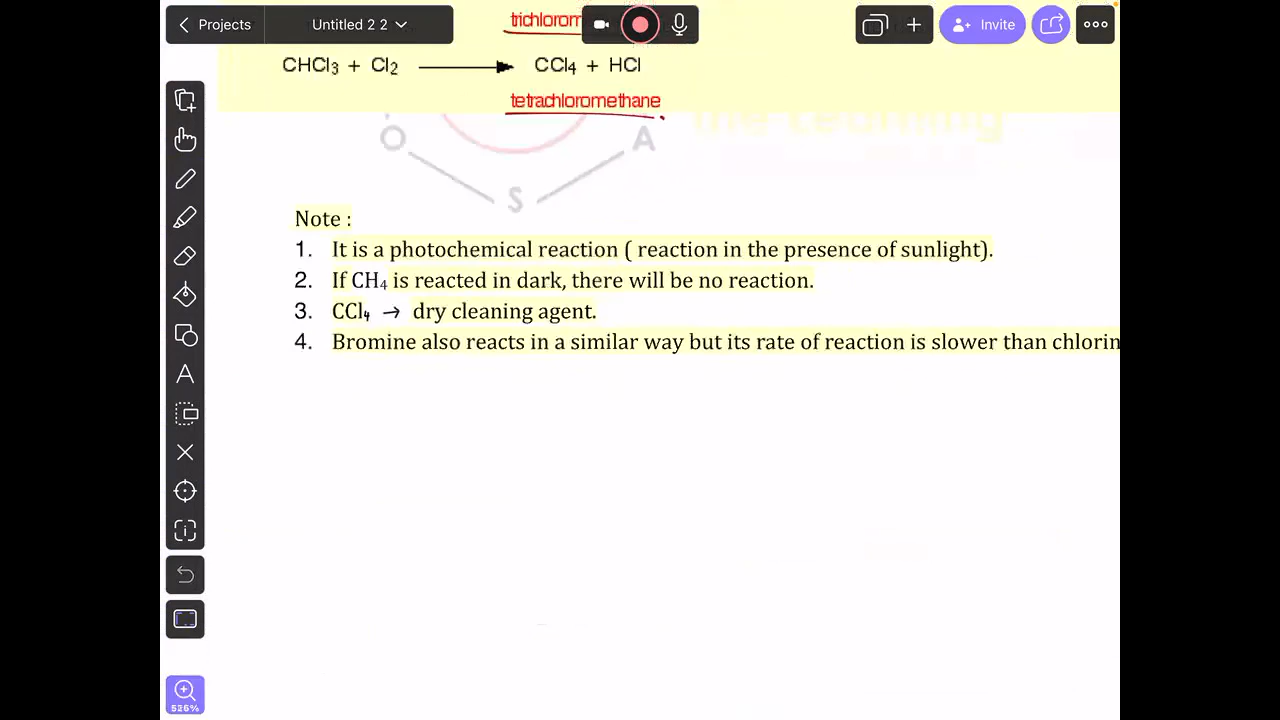 Projects
Untitled 2 2
Invite
CHCl₃ + Cl₂ ⟶ CCl₄ + HCl
tetrachloromethane
the Learning
O
A
S
Note :
1. It is a photochemical reaction ( reaction in the presence of sunlight).
2. If CH₄ is reacted in dark, there will be no reaction.
3. CCl₄ → dry cleaning agent.
4. Bromine also reacts in a similar way but its rate of reaction is slower than
A